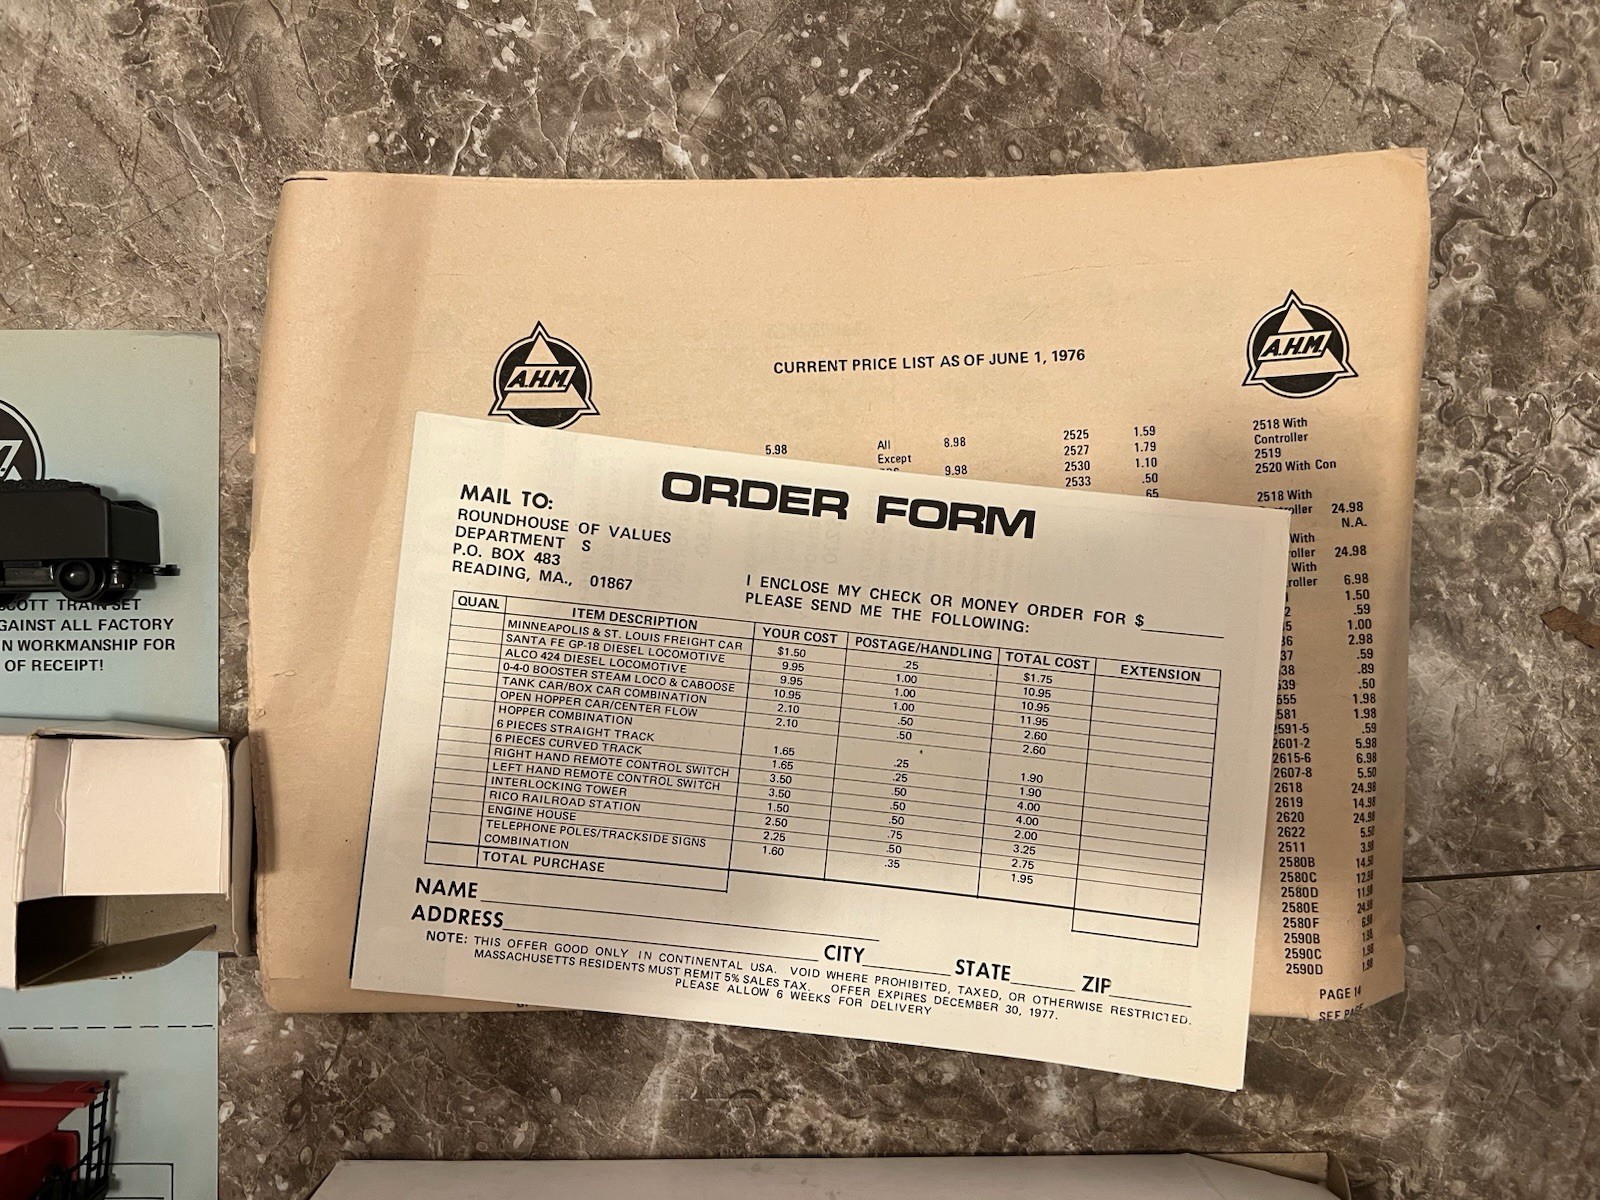 A.H.M.
A.H.M.
CURRENT PRICE LIST AS OF JUNE 1, 1976
5.98
All 8.98
Except
9.98
2525 1.59
2527 1.79
2530 1.10
2533 .50
65
2518 With
Controller
2519
2520 With Con
2518 With
24.98
N.A.
With
24.98
With
6.98
1.50
.59
1.00
2.98
.59
.89
.50
1.98
1.98
.59
2601-2 5.98
2615-6 6.98
2607-8 5.50
2618 24.98
2619 14.98
2620 24.98
2622 5.50
2511
2580B
2580C
2580D
2580E
2580F
2590B
2590C
2590D
PAGE 14
ORDER FORM
MAIL TO:
ROUNDHOUSE OF VALUES
DEPARTMENT S
P.O. BOX 483
READING, MA., 01867
I ENCLOSE MY CHECK OR MONEY ORDER FOR $
PLEASE SEND ME THE FOLLOWING:
QUAN. ITEM DESCRIPTION YOUR COST POSTAGE/HANDLING TOTAL COST EXTENSION
MINNEAPOLIS & ST. LOUIS FREIGHT CAR $1.50 .25 $1.75
SANTA FE GP-18 DIESEL LOCOMOTIVE 9.95 1.00 10.95
ALCO 424 DIESEL LOCOMOTIVE 9.95 1.00 10.95
0-4-0 BOOSTER STEAM LOCO & CABOOSE 10.95 1.00 11.95
TANK CAR/BOX CAR COMBINATION 2.10 .50 2.60
OPEN HOPPER CAR/CENTER FLOW 2.10 .50 2.60
HOPPER COMBINATION
6 PIECES STRAIGHT TRACK 1.65 .25 1.90
6 PIECES CURVED TRACK 1.65 .25 1.90
RIGHT HAND REMOTE CONTROL SWITCH 3.50 .50 4.00
LEFT HAND REMOTE CONTROL SWITCH 3.50 .50 4.00
INTERLOCKING TOWER 1.50 .50 2.00
RICO RAILROAD STATION 2.50 .75 3.25
ENGINE HOUSE 2.25 .50 2.75
TELEPHONE POLES/TRACKSIDE SIGNS 1.60 .35 1.95
COMBINATION
TOTAL PURCHASE
NAME
ADDRESS
CITY STATE ZIP
NOTE: THIS OFFER GOOD ONLY IN CONTINENTAL USA. VOID WHERE PROHIBITED, TAXED, OR OTHERWISE RESTRICTED.
MASSACHUSETTS RESIDENTS MUST REMIT 5% SALES TAX. OFFER EXPIRES DECEMBER 30, 1977.
PLEASE ALLOW 6 WEEKS FOR DELIVERY
TRAIN SET
AGAINST ALL FACTORY
N WORKMANSHIP FOR
OF RECEIPT!